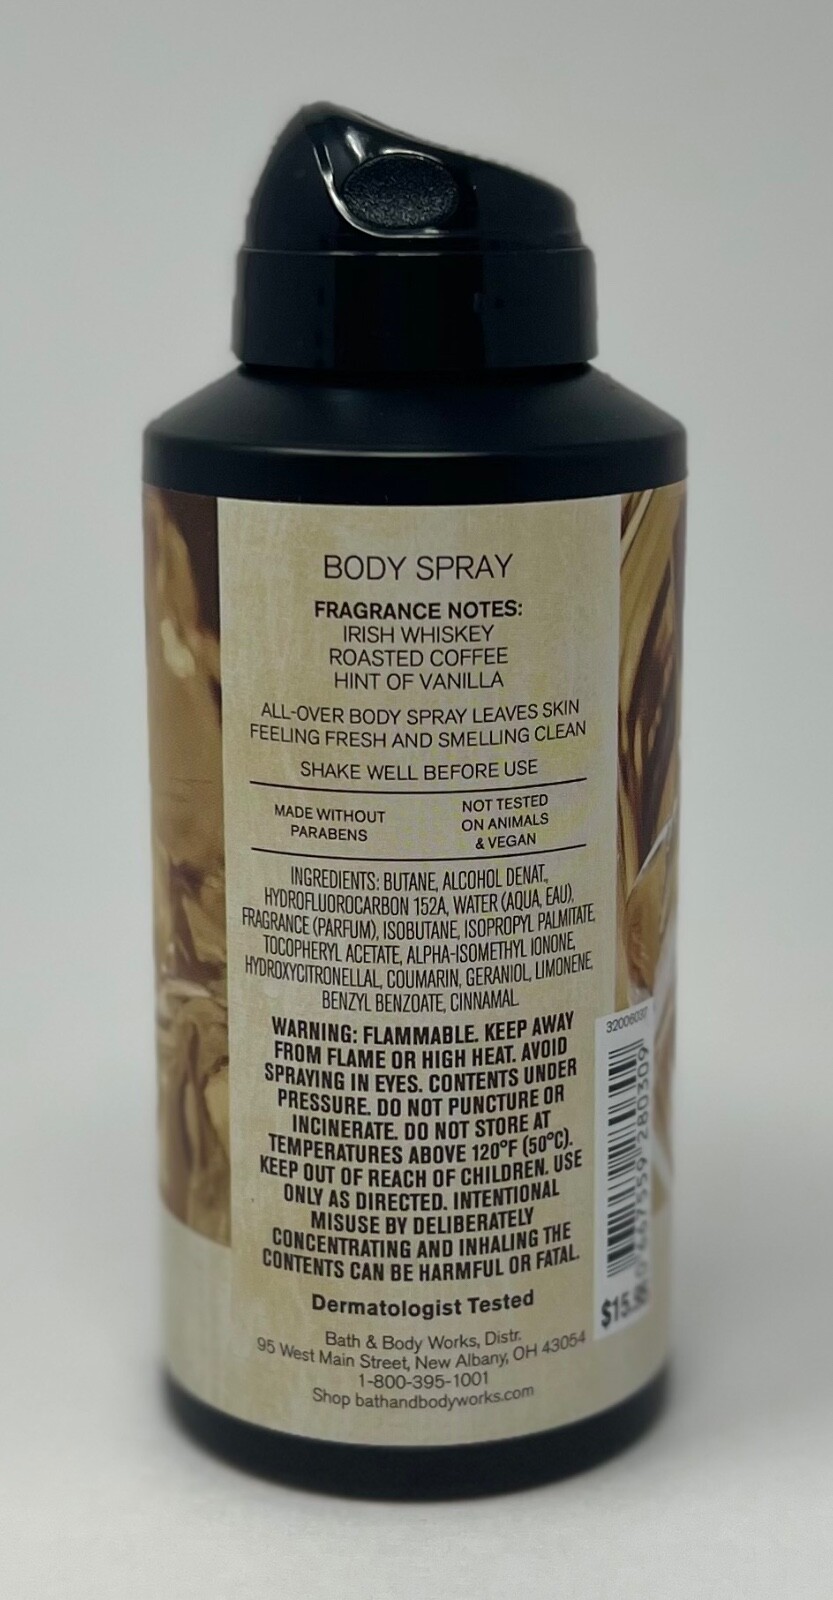 BODY SPRAY
FRAGRANCE NOTES:
IRISH WHISKEY
ROASTED COFFEE
HINT OF VANILLA
ALL-OVER BODY SPRAY LEAVES SKIN
FEELING FRESH AND SMELLING CLEAN
SHAKE WELL BEFORE USE
MADE WITHOUT
PARABENS
NOT TESTED
ON ANIMALS
& VEGAN
INGREDIENTS: BUTANE, ALCOHOL DENAT.,
HYDROFLUOROCARBON 152A, WATER (AQUA, EAU),
FRAGRANCE (PARFUM), ISOBUTANE, ISOPROPYL PALMITATE,
TOCOPHERYL ACETATE, ALPHA-ISOMETHYL IONONE,
HYDROXYCITRONELLAL, COUMARIN, GERANIOL, LIMONENE,
BENZYL BENZOATE, CINNAMAL
WARNING: FLAMMABLE. KEEP AWAY
FROM FLAME OR HIGH HEAT. AVOID
SPRAYING IN EYES. CONTENTS UNDER
PRESSURE. DO NOT PUNCTURE OR
INCINERATE. DO NOT STORE AT
TEMPERATURES ABOVE 120°F (50°C).
KEEP OUT OF REACH OF CHILDREN. USE
ONLY AS DIRECTED. INTENTIONAL
MISUSE BY DELIBERATELY
CONCENTRATING AND INHALING THE
CONTENTS CAN BE HARMFUL OR FATAL.
Dermatologist Tested
Bath & Body Works, Distr.
95 West Main Street, New Albany, OH 43054
1-800-395-1001
Shop bathandbodyworks.com
32006037
0 667559 280309